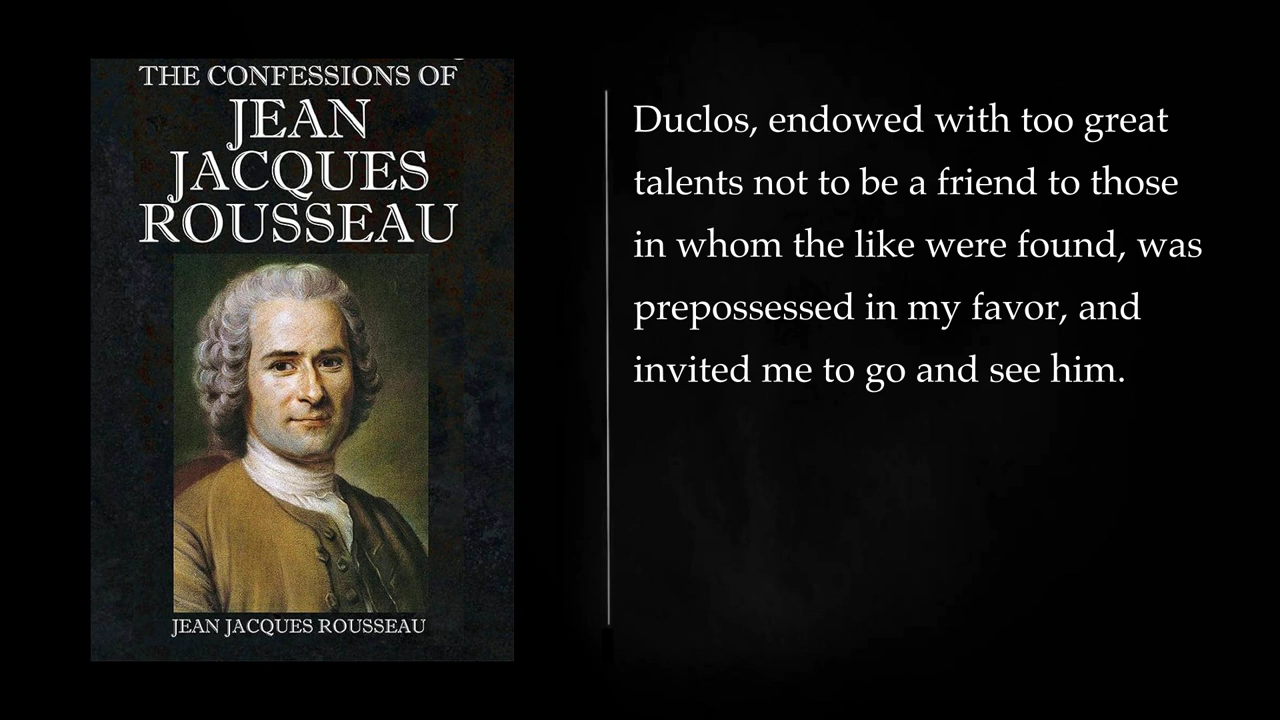 THE CONFESSIONS OF
JEAN
JACQUES
ROUSSEAU
JEAN JACQUES ROUSSEAU
Duclos, endowed with too great
talents not to be a friend to those
in whom the like were found, was
prepossessed in my favor, and
invited me to go and see him.